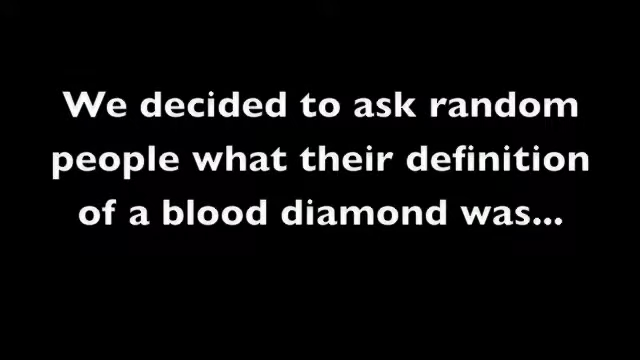 We decided to ask random
people what their definition
of a blood diamond was...